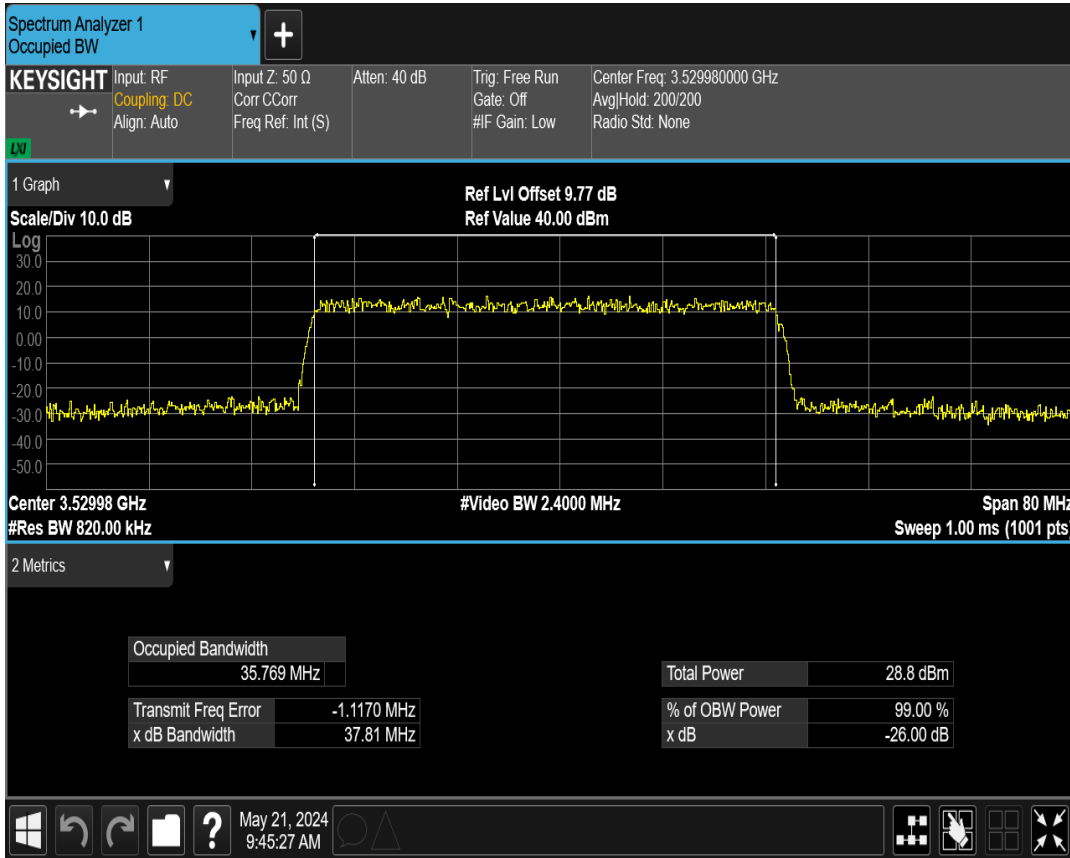 Spectrum Analyzer 1
Occupied BW
+
KEYSIGHT
LXI
Input: RF
Coupling: DC
Align: Auto
Input Z: 50 Ω
Corr CCorr
Freq Ref: Int (S)
Atten: 40 dB
Trig: Free Run
Gate: Off
#IF Gain: Low
Center Freq: 3.529980000 GHz
Avg|Hold: 200/200
Radio Std: None
1 Graph
Scale/Div 10.0 dB
Ref Lvl Offset 9.77 dB
Ref Value 40.00 dBm
Log
30.0
20.0
10.0
0.00
-10.0
-20.0
-30.0
-40.0
-50.0
Center 3.52998 GHz
#Video BW 2.4000 MHz
Span 80 MHz
#Res BW 820.00 kHz
Sweep 1.00 ms (1001 pts)
2 Metrics
Occupied Bandwidth
35.769 MHz
Total Power 28.8 dBm
Transmit Freq Error -1.1170 MHz
% of OBW Power 99.00 %
x dB Bandwidth 37.81 MHz
x dB -26.00 dB
?
May 21, 2024
9:45:27 AM